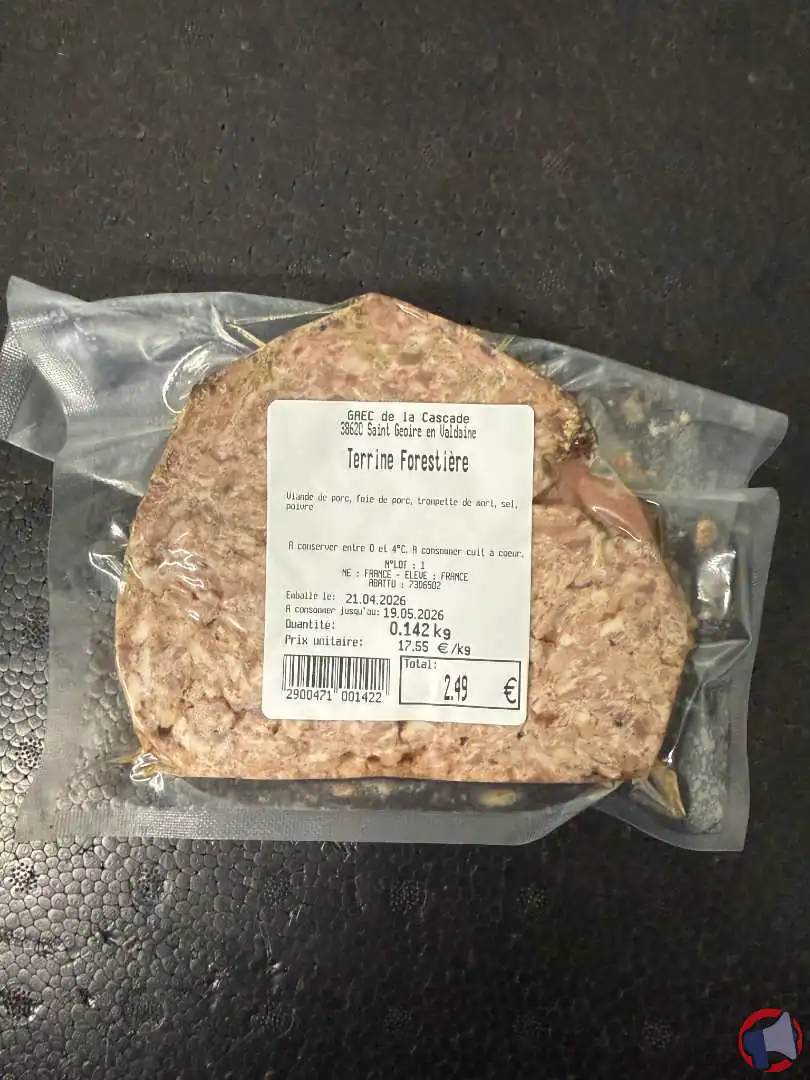 GAEC de la Cascade
38620 Saint Geoire en Valdaine
Terrine Forestière
Viande de porc, foie de porc, trompette de mort, sel,
poivre
A conserver entre 0 et 4°C. A consommer cuit à coeur.
N°LOT : 1
NE : FRANCE - ELEVE : FRANCE
ABATTU : 7306502
Emballé le: 21.04.2026
A consommer jusqu'au: 19.05.2026
Quantité: 0.142 kg
Prix unitaire: 17.55 €/kg
Total:
2.49 €
2900471 001422